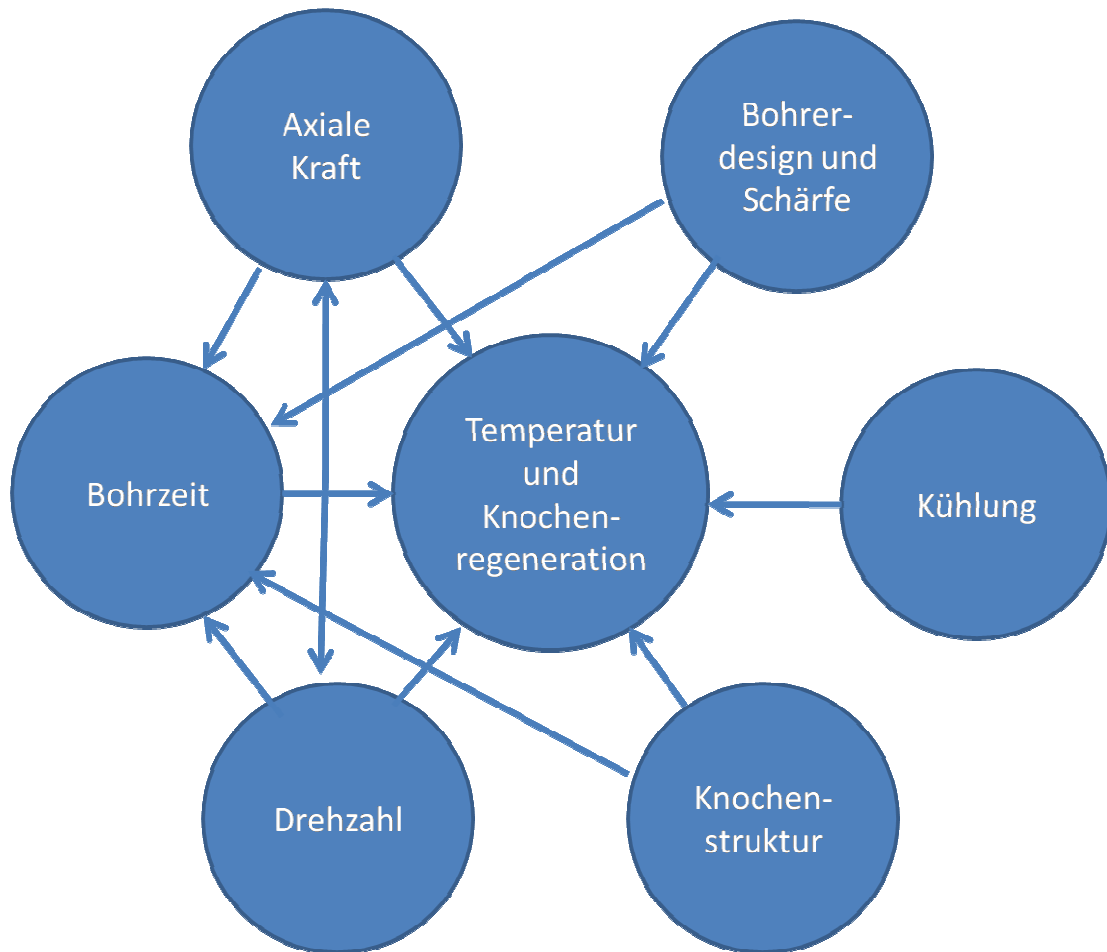 Axiale
Kraft
Bohrer-
design und
Schärfe
Bohrzeit
Temperatur
und
Knochen-
regeneration
Kühlung
Drehzahl
Knochen-
struktur